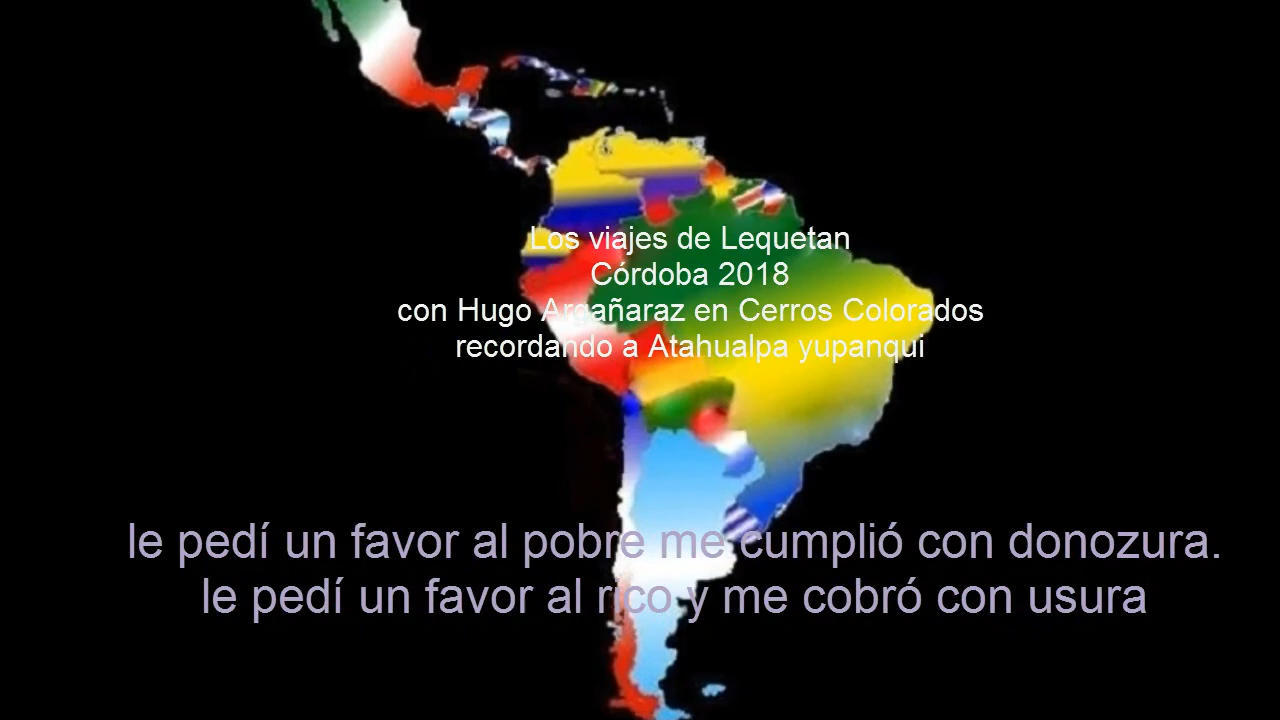 Los viajes de Lequetan
Córdoba 2018
con Hugo Argañaraz en Cerros Colorados
recordando a Atahualpa yupanqui
le pedí un favor al pobre me cumplió con donozura.
le pedí un favor al rico y me cobró con usura